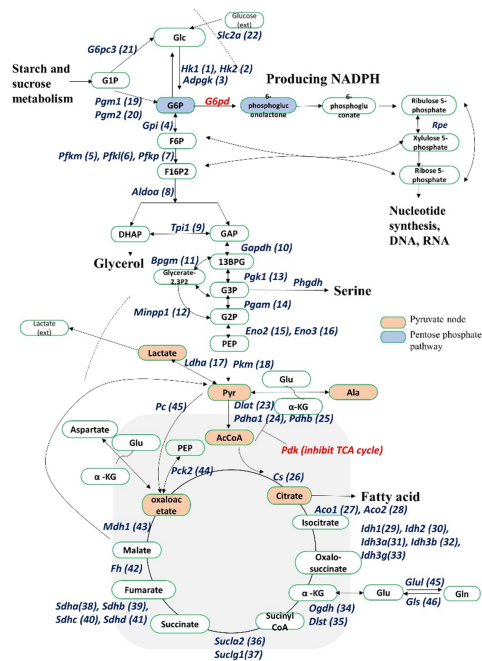 Glucose
(ext)
Slc2a (22)
Glc
G6pc3 (21)
Starch and
sucrose
metabolism
G1P
Hk1 (1), Hk2 (2)
Adpgk (3)
Producing NADPH
Pgm1 (19)
Pgm2 (20)
G6P
G6pd
6-
phosphogluc
onolactone
6-
phosphoglu
conate
Ribulose 5-
phosphate
Gpi (4)
Rpe
F6P
Xylulose 5-
phosphate
Pfkm (5), Pfkl(6), Pfkp (7)
F16P2
Ribose 5-
phosphate
Aldoa (8)
Nucleotide
synthesis,
DNA, RNA
DHAP
Tpi1 (9)
GAP
Gapdh (10)
Glycerol
Bpgm (11)
13BPG
Glycerate-
2,3P2
Pgk1 (13)
Phgdh
G3P
Serine
Minpp1 (12)
Pgam (14)
G2P
Eno2 (15), Eno3 (16)
PEP
Pyruvate node
Pentose phosphate
pathway
Lactate
(ext)
Lactate
Ldha (17)
Pkm (18)
Glu
Pyr
Ala
α-KG
Pc (45)
Dlat (23)
Pdha1 (24), Pdhb (25)
Aspartate
Glu
α -KG
PEP
AcCoA
Pdk (inhibit TCA cycle)
Pck2 (44)
Cs (26)
oxaloac
etate
Citrate
Fatty acid
Aco1 (27), Aco2 (28)
Mdh1 (43)
Isocitrate
Idh1(29), Idh2 (30),
Idh3a(31), Idh3b (32),
Idh3g(33)
Malate
Oxalo-
succinate
Fh (42)
Fumarate
α -KG
Glu
Glul (45)
Gls (46)
Gln
Sdha(38), Sdhb (39),
Sdhc (40), Sdhd (41)
Ogdh (34)
Dlst (35)
Succinate
Sucinyl
CoA
Sucla2 (36)
Suclg1(37)